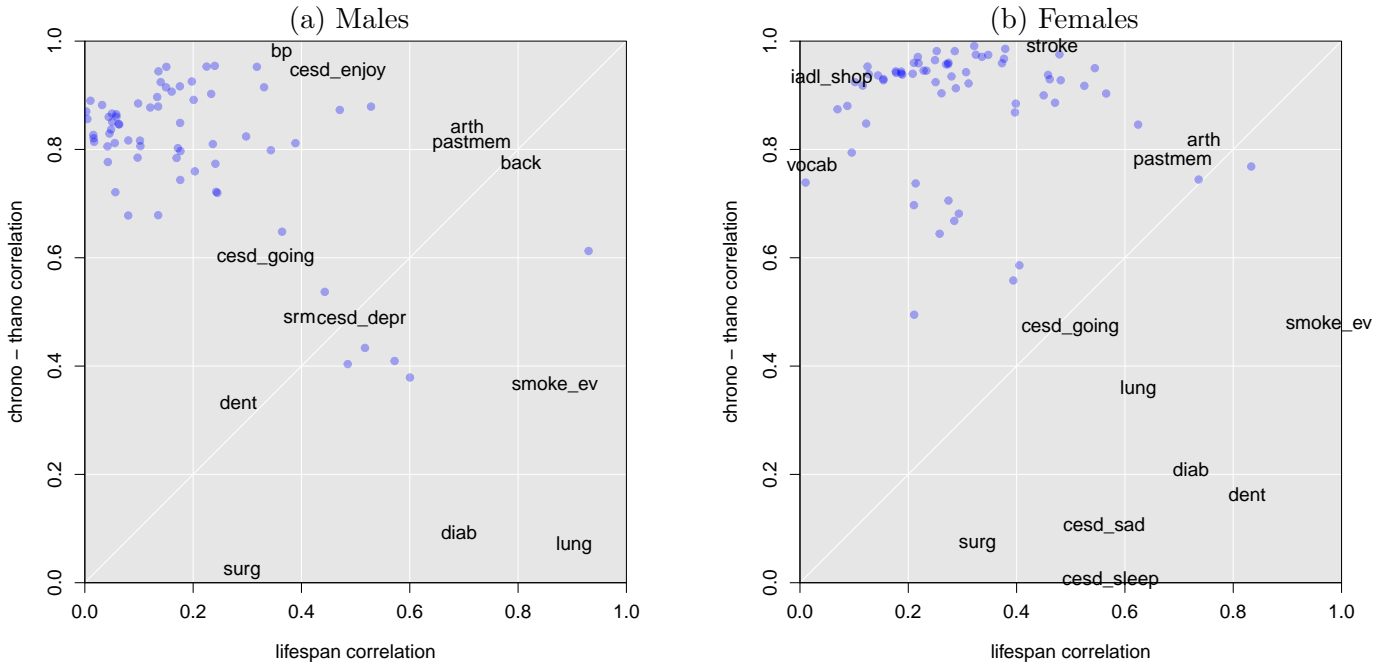 (a) Males
(b) Females
1.0
0.8
0.6
0.4
0.2
0.0
chrono − thano correlation
bp
cesd_enjoy
arth
pastmem
back
cesd_going
srm
cesd_depr
smoke_ev
dent
diab
lung
surg
0.0 0.2 0.4 0.6 0.8 1.0
lifespan correlation
1.0
0.8
0.6
0.4
0.2
0.0
chrono − thano correlation
stroke
iadl_shop
arth
pastmem
vocab
cesd_going
smoke_ev
lung
diab
dent
cesd_sad
surg
cesd_sleep
0.0 0.2 0.4 0.6 0.8 1.0
lifespan correlation